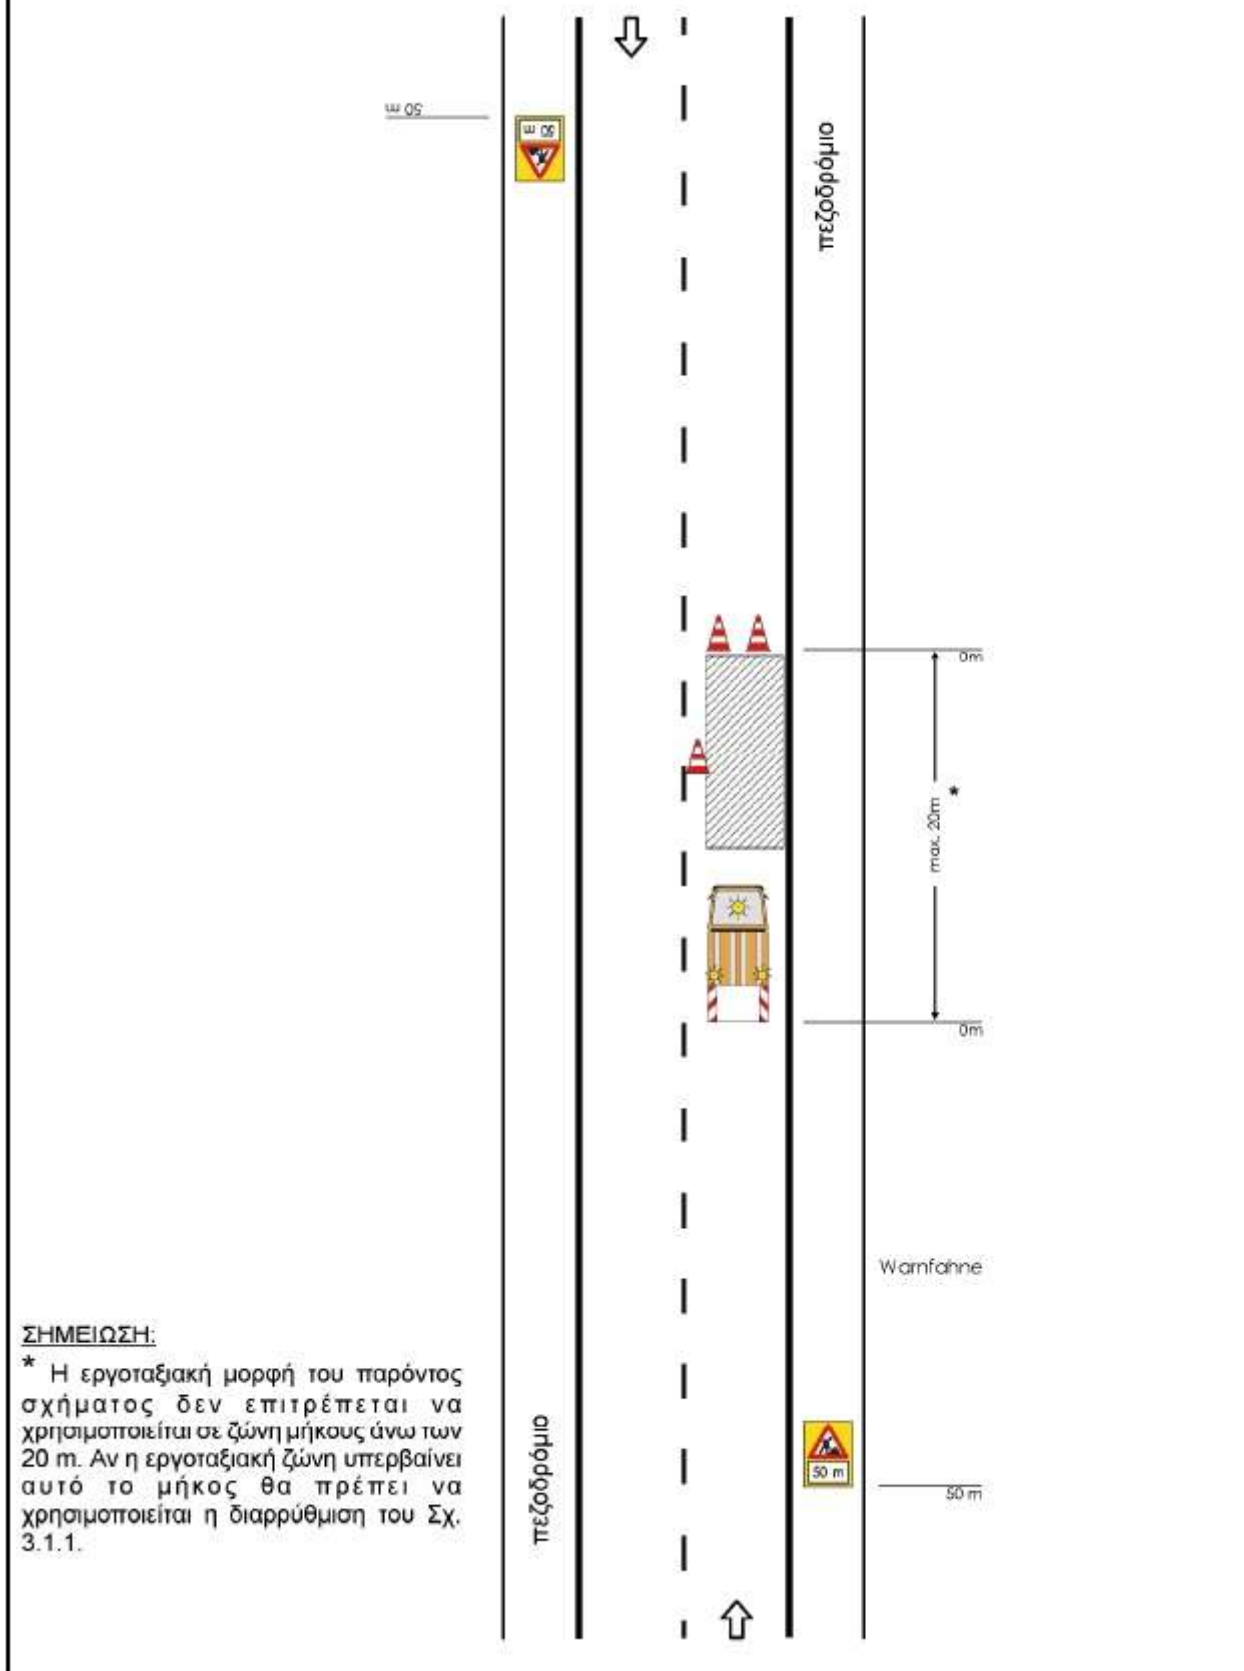 50 m
50 m
πεζοδρόμιο
0m
max. 20m
*
0m
Warnfahne
ΣΗΜΕΙΩΣΗ:
* Η εργοταξιακή μορφή του παρόντος
σχήματος δεν επιτρέπεται να
χρησιμοποιείται σε ζώνη μήκους άνω των
20 m. Αν η εργοταξιακή ζώνη υπερβαίνει
αυτό το μήκος θα πρέπει να
χρησιμοποιείται η διαρρύθμιση του Σχ.
3.1.1.
πεζοδρόμιο
50 m
50 m